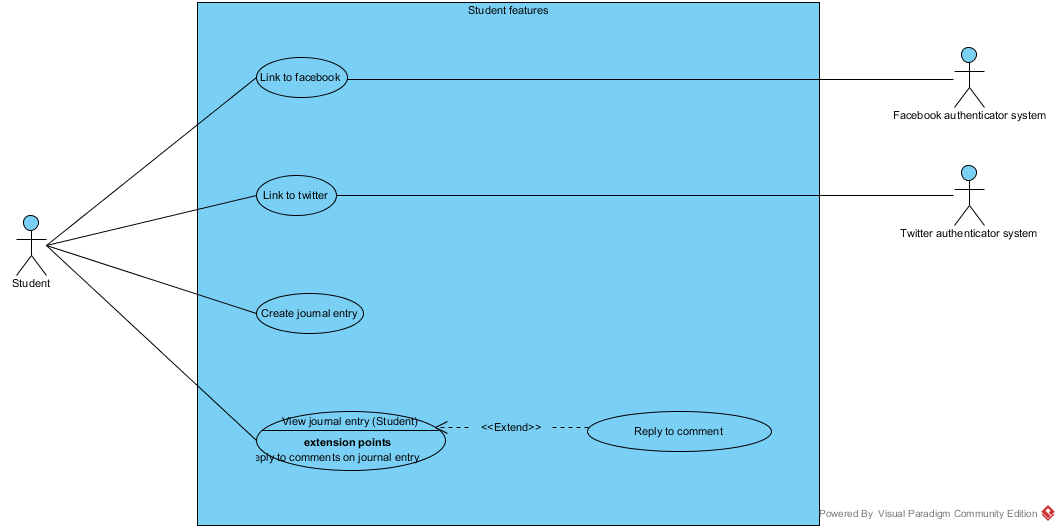 Student features
Link to facebook
Facebook authenticator system
Link to twitter
Twitter authenticator system
Student
Create journal entry
View journal entry (Student)
extension points
eply to comments on journal entry
<<Extend>>
Reply to comment
Powered By Visual Paradigm Community Edition